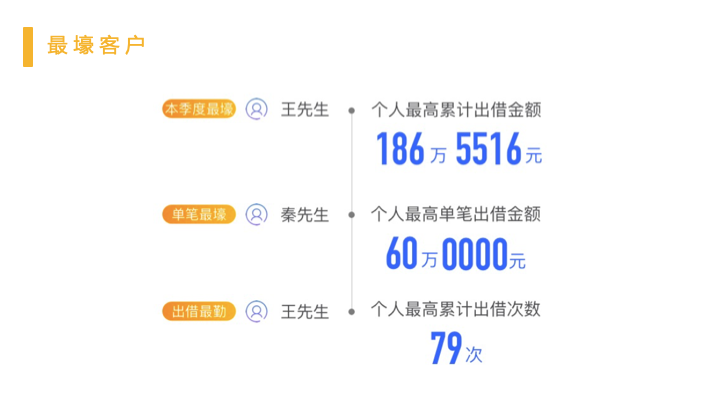 最壕客户
本季度最壕 王先生 个人最高累计出借金额
186万5516元
单笔最壕 秦先生 个人最高单笔出借金额
60万0000元
出借最勤 王先生 个人最高累计出借次数
79次